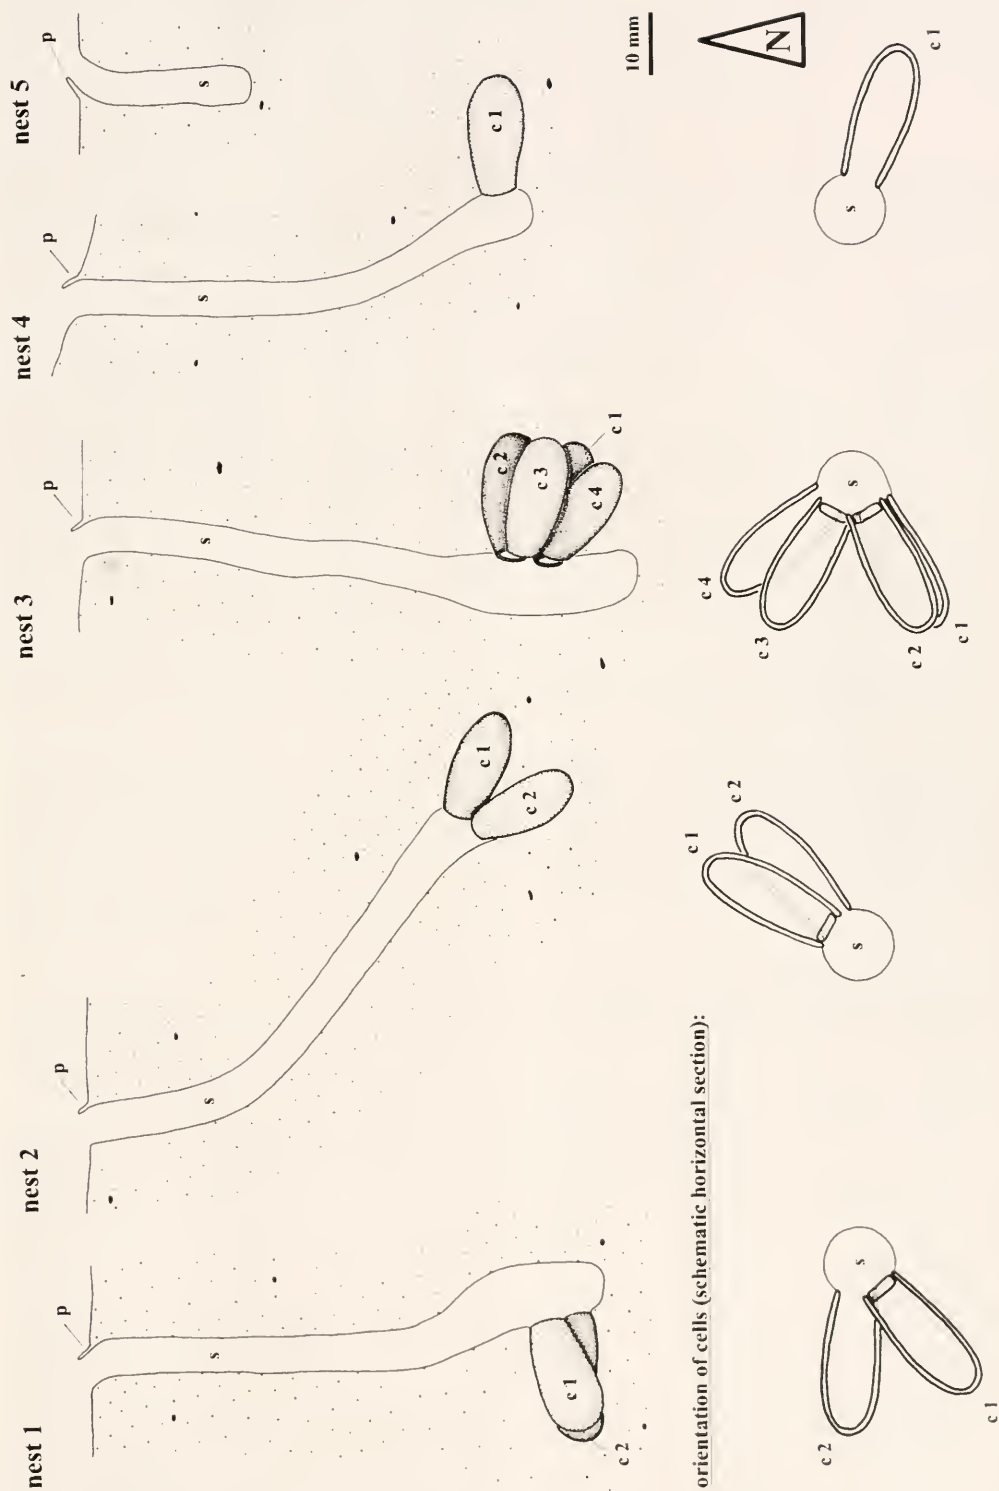 nest 1
p
s
c 1
c 2
nest 2
p
s
c 1
c 2
nest 3
p
s
c 2
c 3
c 1
c 4
nest 4
p
s
c 1
nest 5
p
s
10 mm
N
orientation of cells (schematic horizontal section):
c 2
s
c 1
c 1
c 2
s
c 4
c 3
s
c 2
c 1
s
c 1